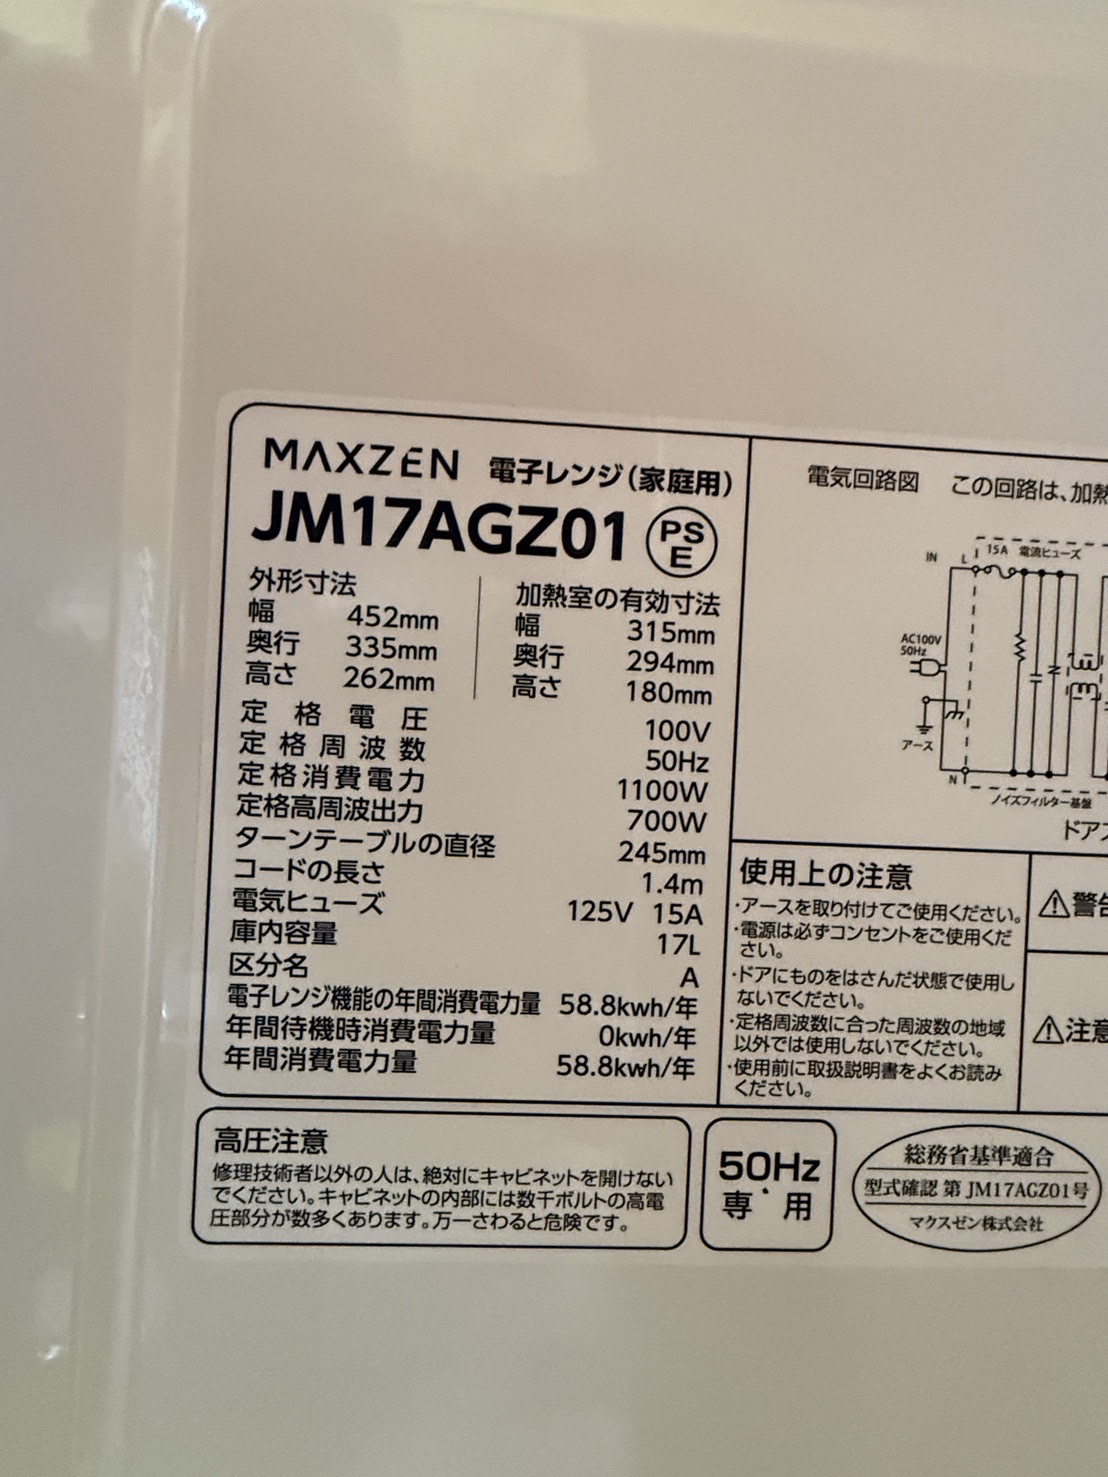 MAXZEN 電子レンジ(家庭用)
JM17AGZ01 PSE
外形寸法
幅 452mm
奥行 335mm
高さ 262mm
加熱室の有効寸法
幅 315mm
奥行 294mm
高さ 180mm
定格電圧 100V
定格周波数 50Hz
定格消費電力 1100W
定格高周波出力 700W
ターンテーブルの直径 245mm
コードの長さ 1.4m
電気ヒューズ 125V 15A
庫内容量 17L
区分名 A
電子レンジ機能の年間消費電力量 58.8kwh/年
年間待機時消費電力量 0kwh/年
年間消費電力量 58.8kwh/年
電気回路図 この回路は、加熱
IN L 15A 電流ヒューズ
AC100V
50Hz
アース
N
ノイズフィルター基盤
ドアス
使用上の注意
・アースを取り付けてご使用ください。
・電源は必ずコンセントをご使用くだ
さい。
・ドアにものをはさんだ状態で使用し
ないでください。
・定格周波数に合った周波数の地域
以外では使用しないでください。
・使用前に取扱説明書をよくお読み
ください。
警告
注意
高圧注意
修理技術者以外の人は、絶対にキャビネットを開けない
でください。キャビネットの内部には数千ボルトの高電
圧部分が数多くあります。万一さわると危険です。
50Hz
専用
総務省基準適合
型式確認 第 JM17AGZ01号
マクスゼン株式会社